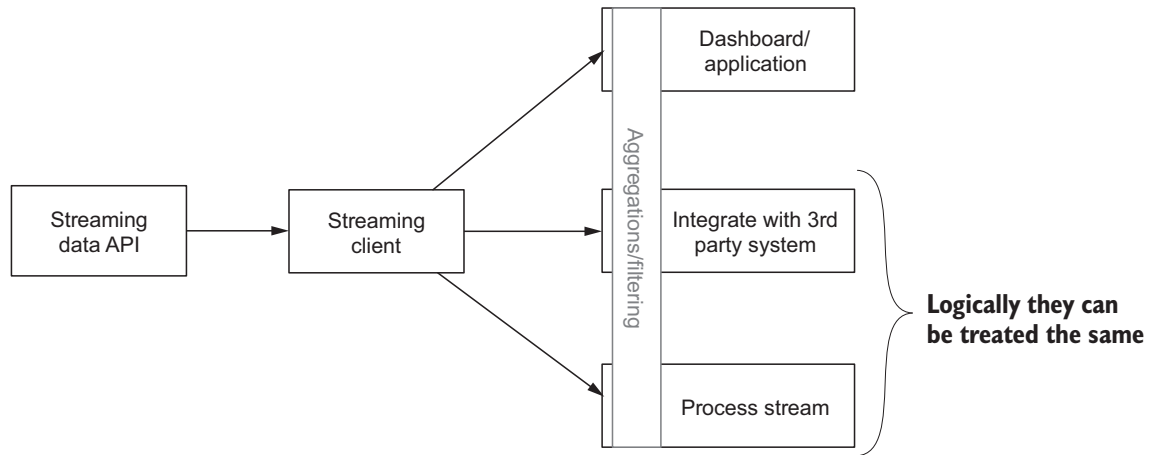 Dashboard/
application
Aggregations/filtering
Streaming
data API
Streaming
client
Integrate with 3rd
party system
Logically they can
be treated the same
Process stream